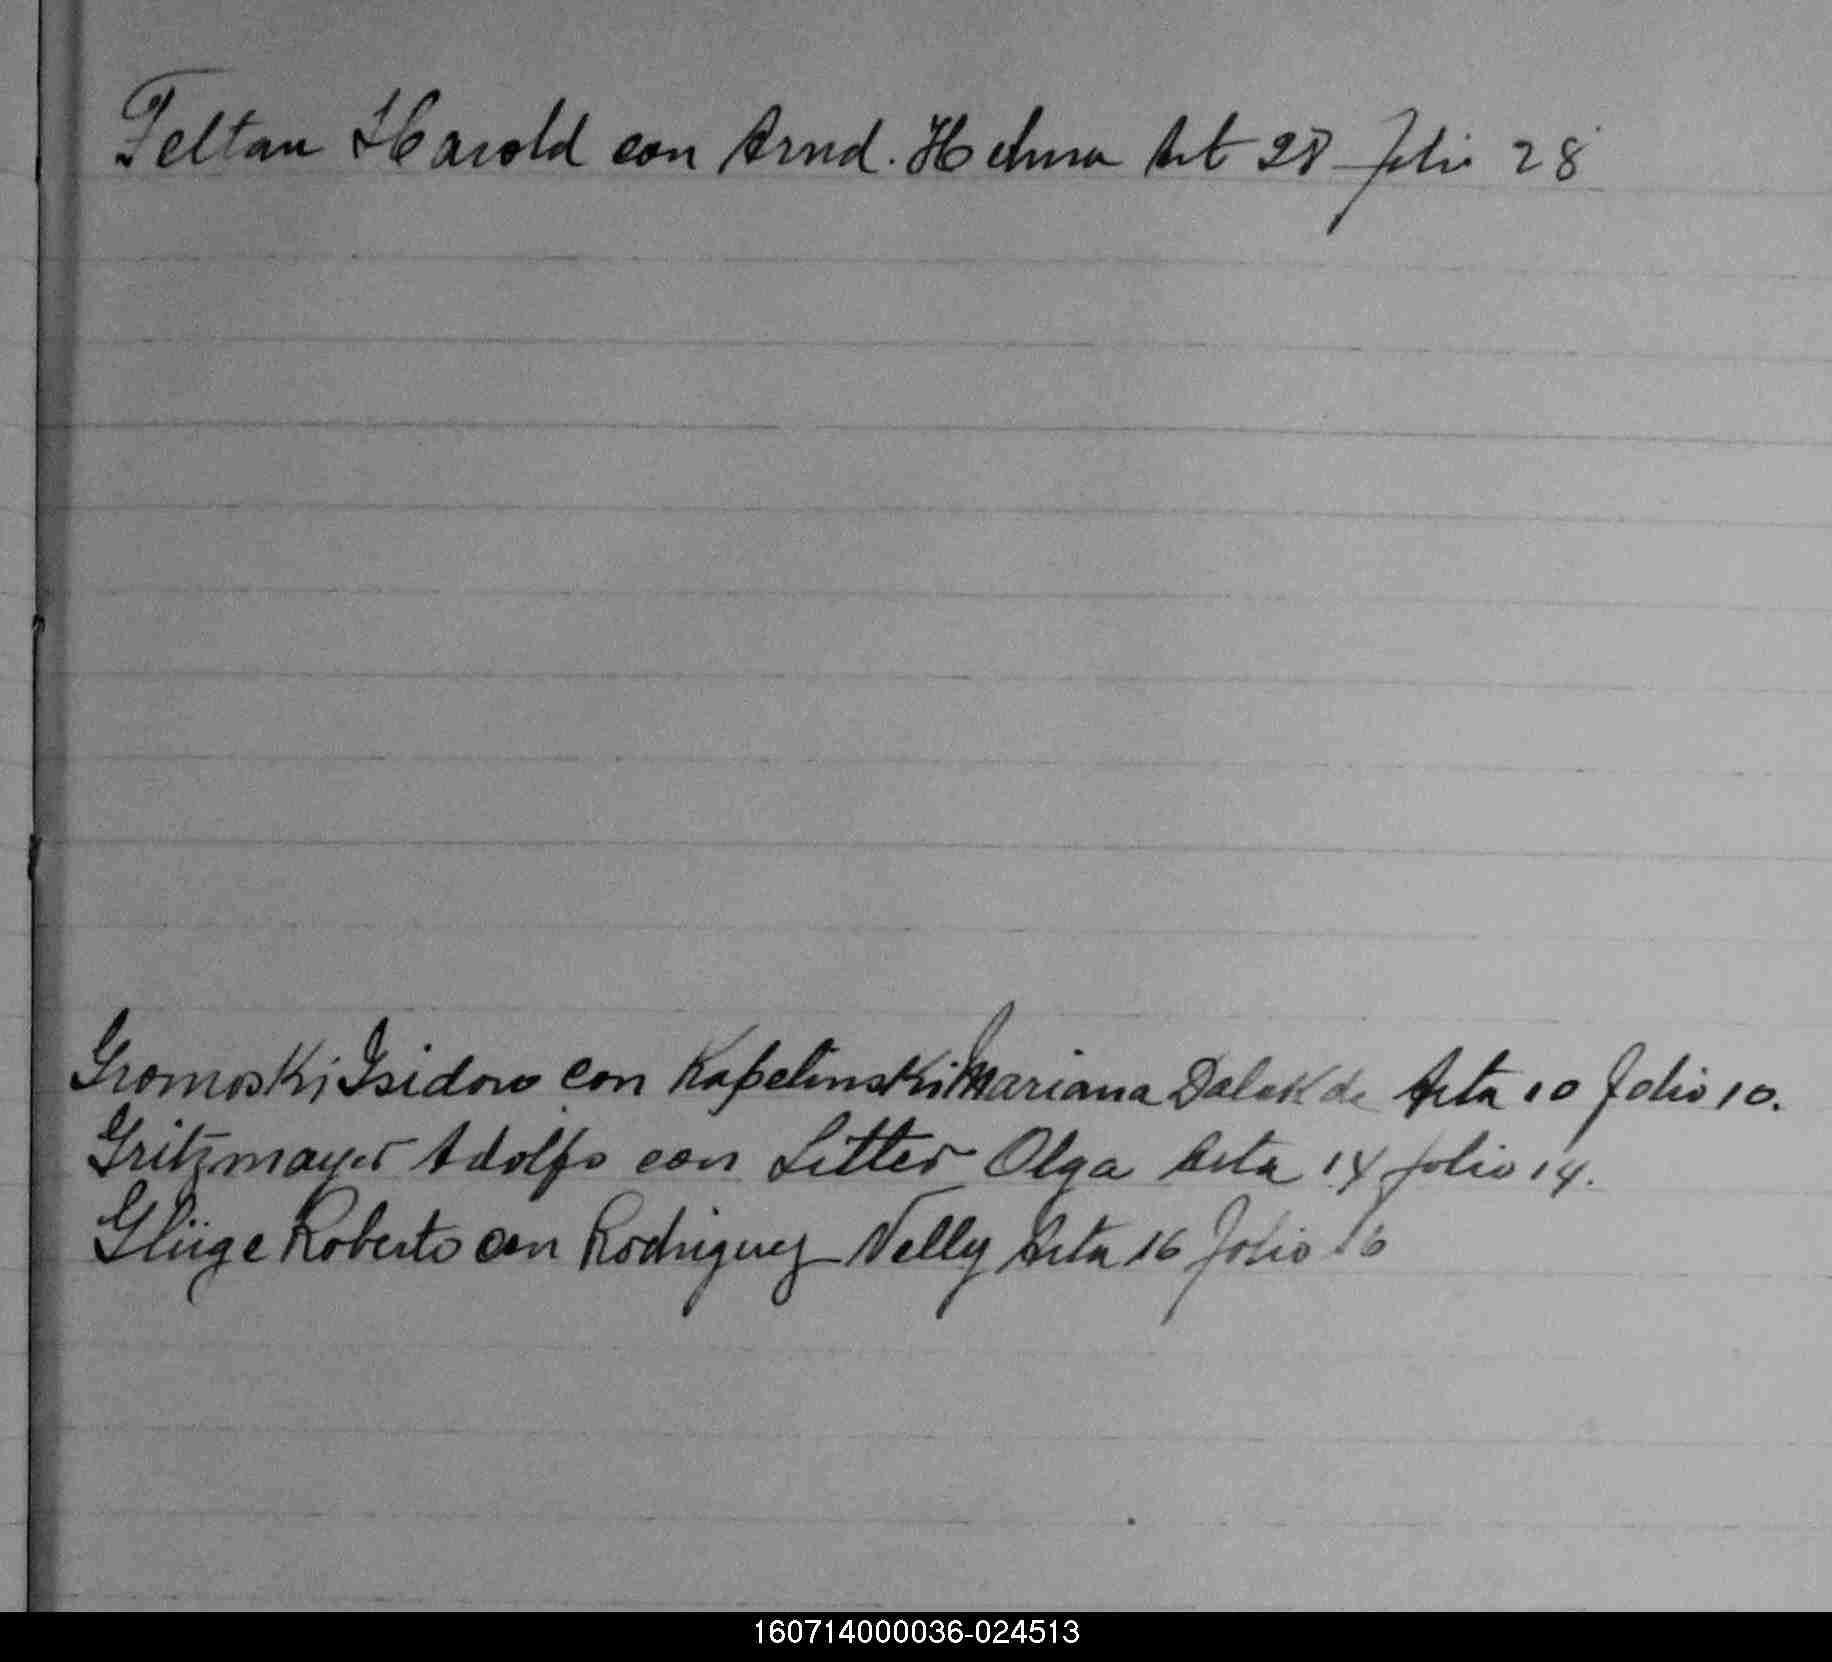 Feltan Harold con Arnd. Helma Act 28 folio 28
Gromoski Isidoro con Kapelinski Mariana Dalak de Acta 10 folio 10.
Gritzmayer Adolfo con Litter Olga Acta 14 folio 14.
Glüge Roberto con Rodriguez Nelly Acta 16 folio 16
160714000036-024513